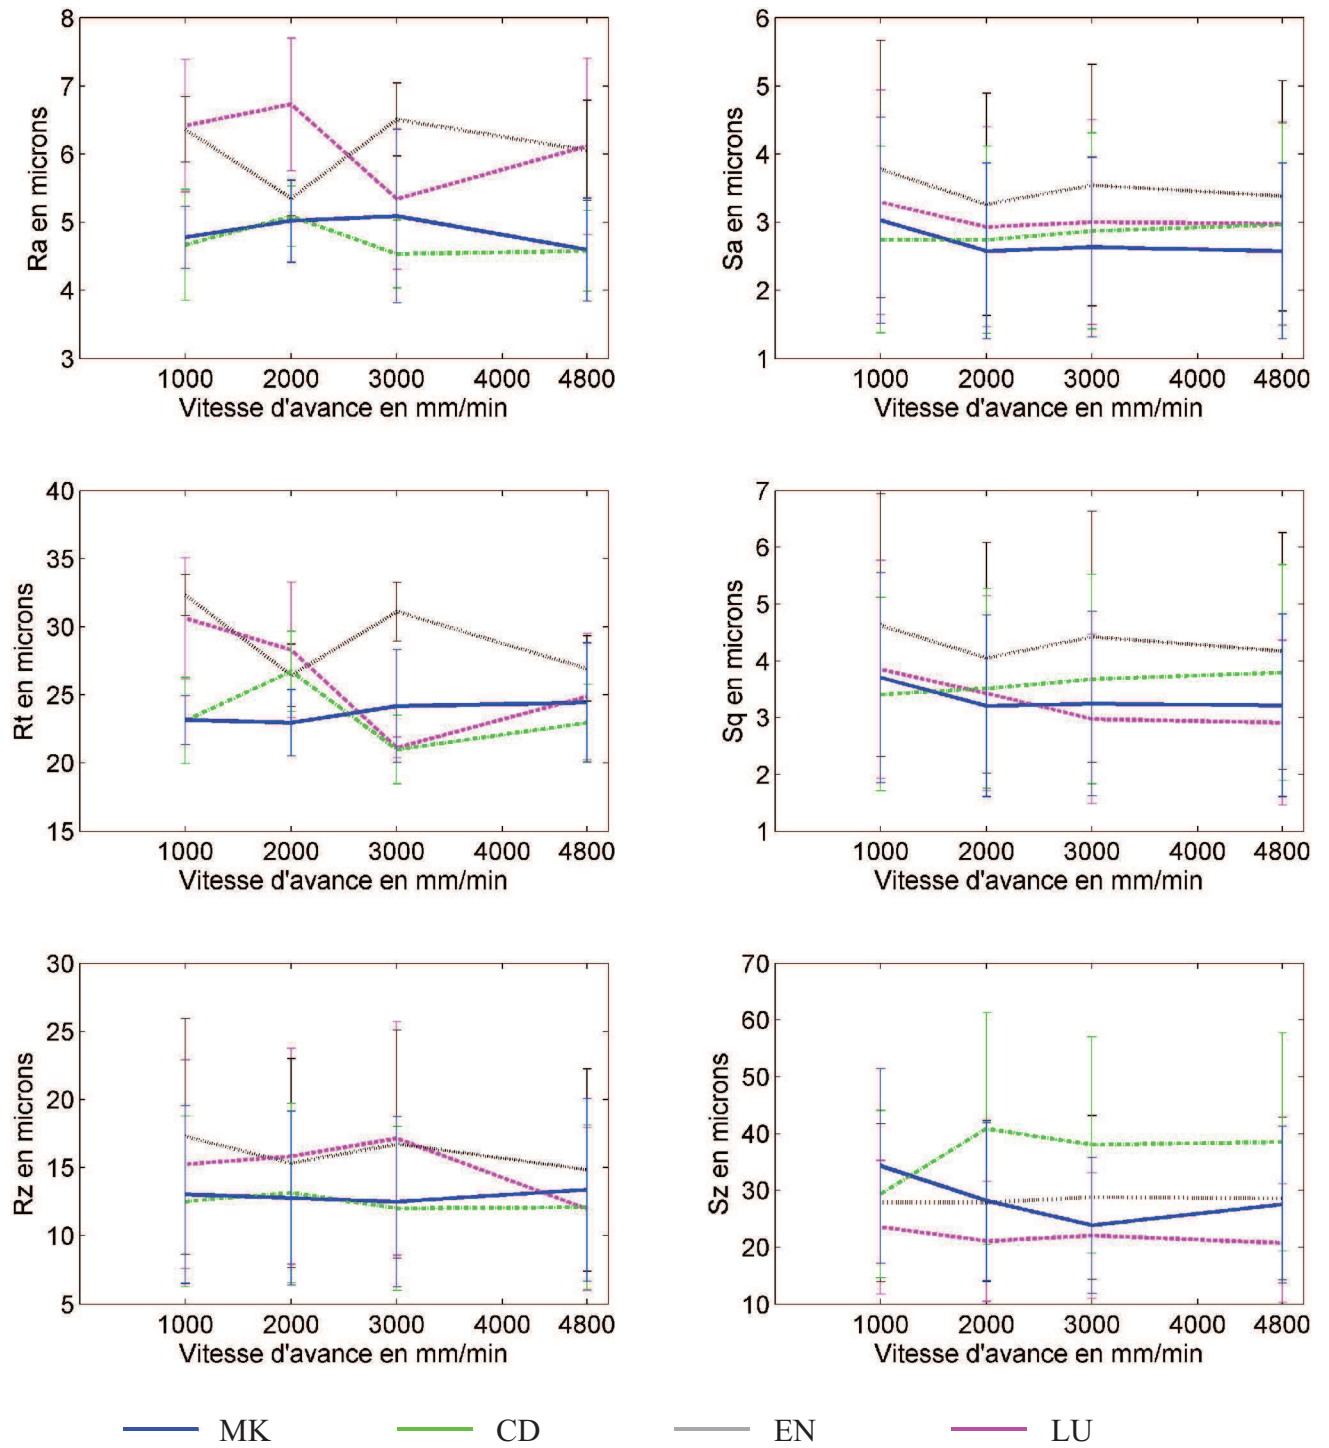 8
7
6
5
4
3
Ra en microns
1000 2000 3000 4000 4800
Vitesse d'avance en mm/min
6
5
4
3
2
1
Sa en microns
1000 2000 3000 4000 4800
Vitesse d'avance en mm/min
40
35
30
25
20
15
Rt en microns
1000 2000 3000 4000 4800
Vitesse d'avance en mm/min
7
6
5
4
3
2
1
Sq en microns
1000 2000 3000 4000 4800
Vitesse d'avance en mm/min
30
25
20
15
10
5
Rz en microns
1000 2000 3000 4000 4800
Vitesse d'avance en mm/min
70
60
50
40
30
20
10
Sz en microns
1000 2000 3000 4000 4800
Vitesse d'avance en mm/min
MK CD EN LU